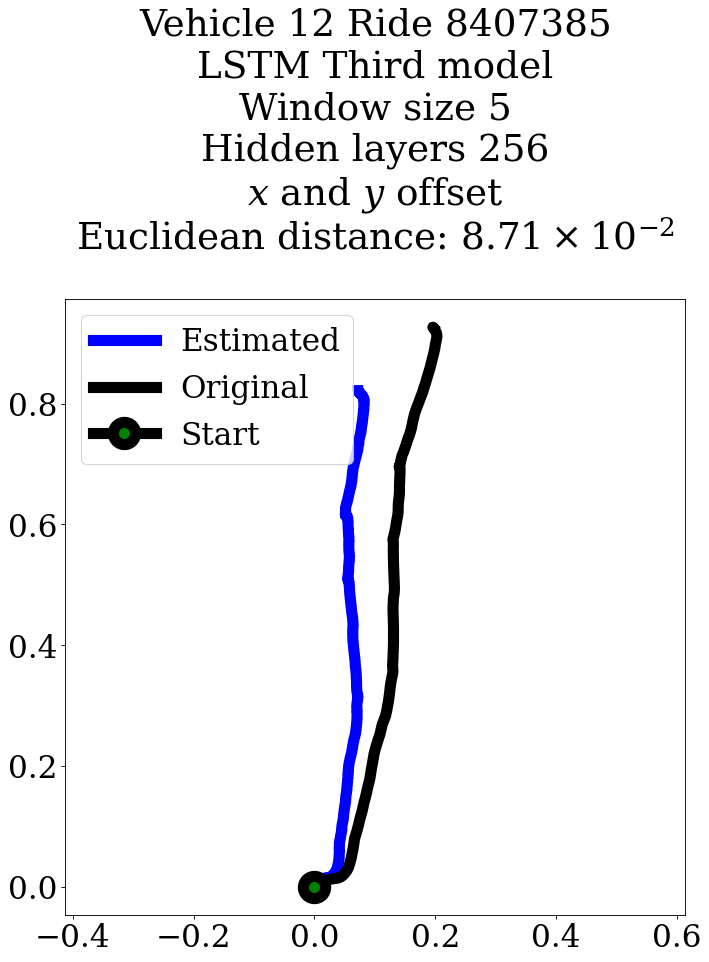 Vehicle 12 Ride 8407385
LSTM Third model
Window size 5
Hidden layers 256
x and y offset
Euclidean distance: 8.71 × 10⁻²
Estimated
Original
Start
0.8
0.6
0.4
0.2
0.0
−0.4 −0.2 0.0 0.2 0.4 0.6